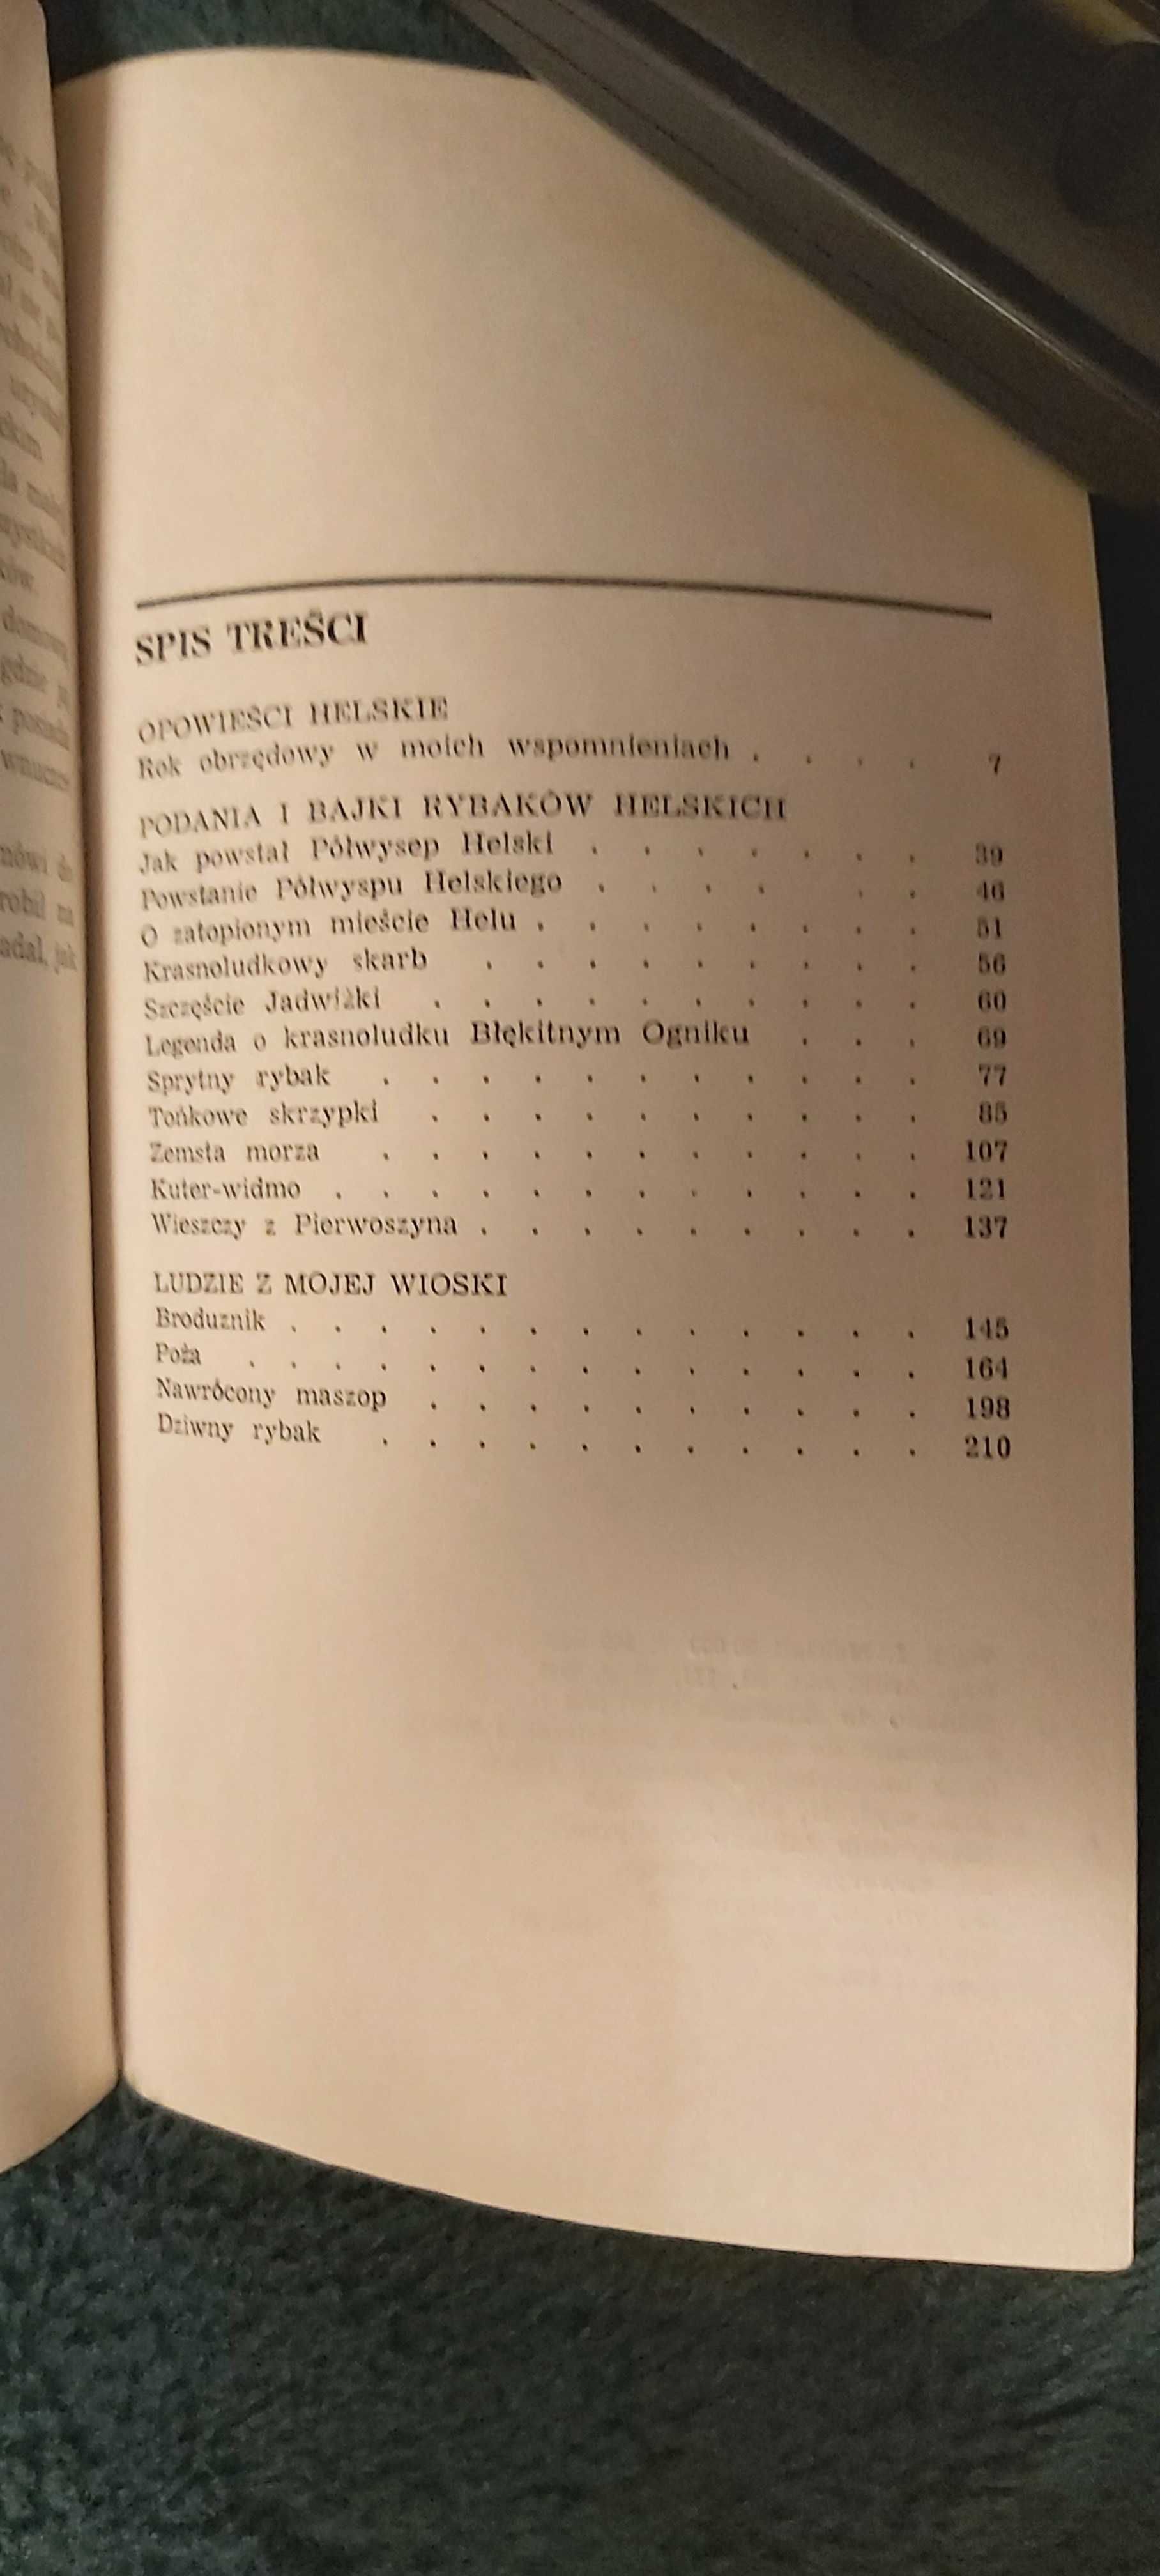 domową
SPIS TREŚCI
OPOWIEŚCI HELSKIE
Rok obrzędowy w moich wspomnieniach . . . . 7
PODANIA I BAJKI RYBAKÓW HELSKICH
Jak powstał Półwysep Helski . . . . . . . 39
Powstanie Półwyspu Helskiego . . . . . . 46
O zatopionym mieście Helu . . . . . . . . 51
Krasnoludkowy skarb . . . . . . . . . 56
Szczęście Jadwiżki . . . . . . . . . . 60
Legenda o krasnoludku Błękitnym Ogniku . . . 69
Sprytny rybak . . . . . . . . . . . 77
Tońkowe skrzypki . . . . . . . . . . 85
Zemsta morza . . . . . . . . . . . 107
Kuter-widmo . . . . . . . . . . . . 121
Wieszczy z Pierwoszyna . . . . . . . . . 137
LUDZIE Z MOJEJ WIOSKI
Broduznik . . . . . . . . . . . . . 145
Poża . . . . . . . . . . . . . . 164
Nawrócony maszop . . . . . . . . . . 198
Dziwny rybak . . . . . . . . . . . 210